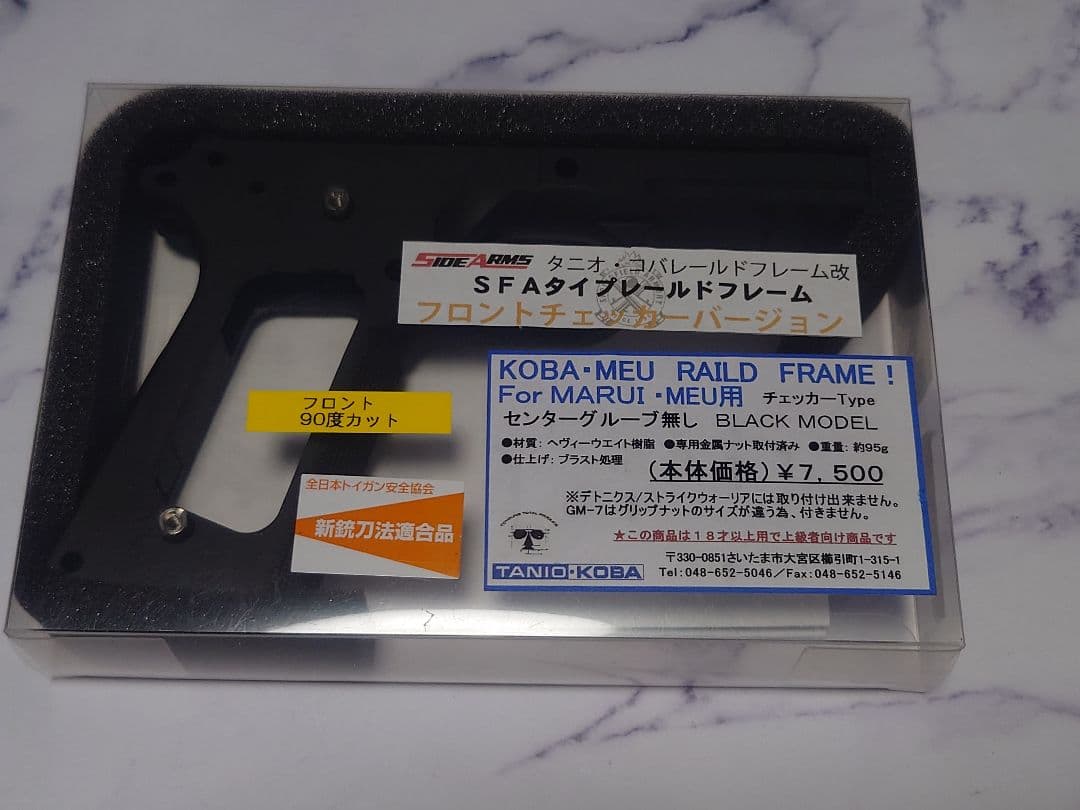 SIDEARMS タニオ・コバレールドフレーム改
SFAタイプレールドフレーム
フロントチェッカーバージョン
KOBA・MEU RAILD FRAME!
For MARUI・MEU用 チェッカーType
センターグルーブ無し BLACK MODEL
●材質:ヘヴィーウエイト樹脂 ●専用金属ナット取付済み ●重量:約95g
●仕上げ:ブラスト処理
(本体価格)¥7,500
※デトニクス/ストライクウォーリアには取り付け出来ません。
GM-7はグリップナットのサイズが違う為、付きません。
★この商品は18才以上用で上級者向け商品です
〒330-0851さいたま市大宮区櫛引町1-315-1
TANIO・KOBA Tel:048-652-5046/Fax:048-652-5146
フロント
90度カット
全日本トイガン安全協会
新銃刀法適合品